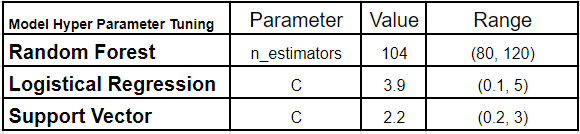 Model Hyper Parameter Tuning Parameter Value Range
Random Forest n_estimators 104 (80, 120)
Logistical Regression C 3.9 (0.1, 5)
Support Vector C 2.2 (0.2, 3)